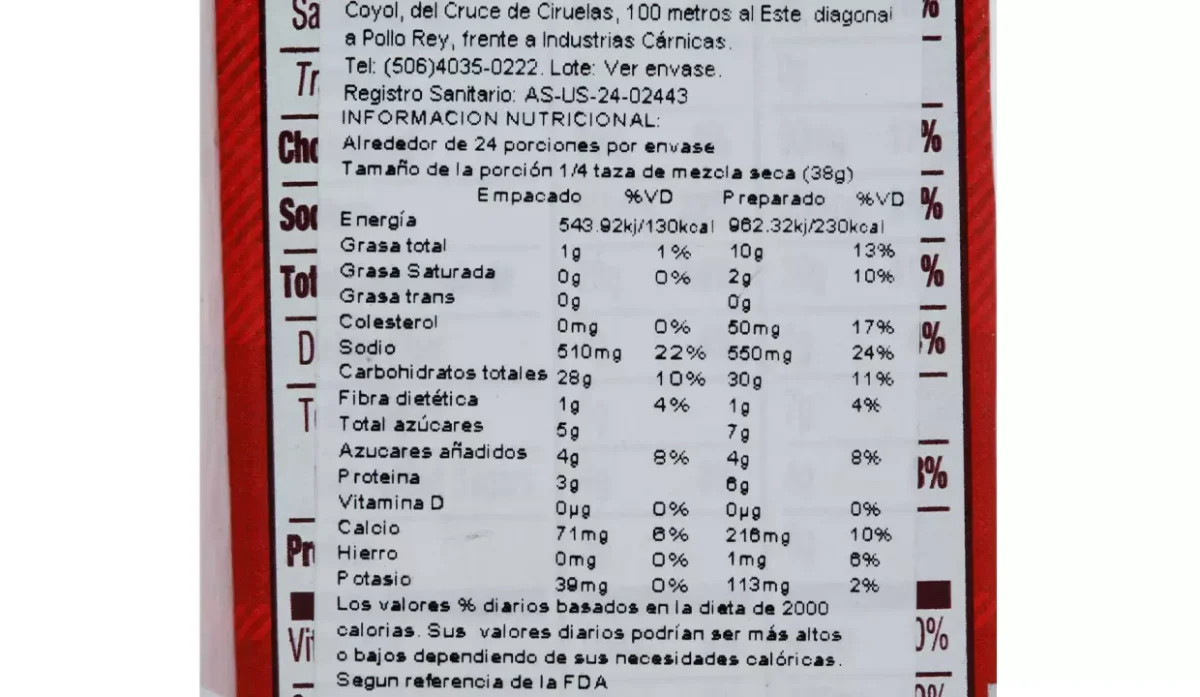 Coyol, del Cruce de Ciruelas, 100 metros al Este diagonal
a Pollo Rey, frente a Industrias Cárnicas.
Tel: (506)4035-0222. Lote: Ver envase.
Registro Sanitario: AS-US-24-02443
INFORMACION NUTRICIONAL:
Alrededor de 24 porciones por envase
Tamaño de la porción 1/4 taza de mezcla seca (38g)
Empacado %VD Preparado %VD
Energía 543.92kj/130kcal 962.32kj/230kcal
Grasa total 1g 1% 10g 13%
Grasa Saturada 0g 0% 2g 10%
Grasa trans 0g 0g
Colesterol 0mg 0% 50mg 17%
Sodio 510mg 22% 550mg 24%
Carbohidratos totales 28g 10% 30g 11%
Fibra dietética 1g 4% 1g 4%
Total azúcares 5g 7g
Azucares añadidos 4g 8% 4g 8%
Proteina 3g 6g
Vitamina D 0µg 0% 0µg 0%
Calcio 71mg 6% 216mg 10%
Hierro 0mg 0% 1mg 6%
Potasio 39mg 0% 113mg 2%
Los valores % diarios basados en la dieta de 2000
calorias. Sus valores diarios podrían ser más altos
o bajos dependiendo de sus necesidades calóricas.
Segun referencia de la FDA